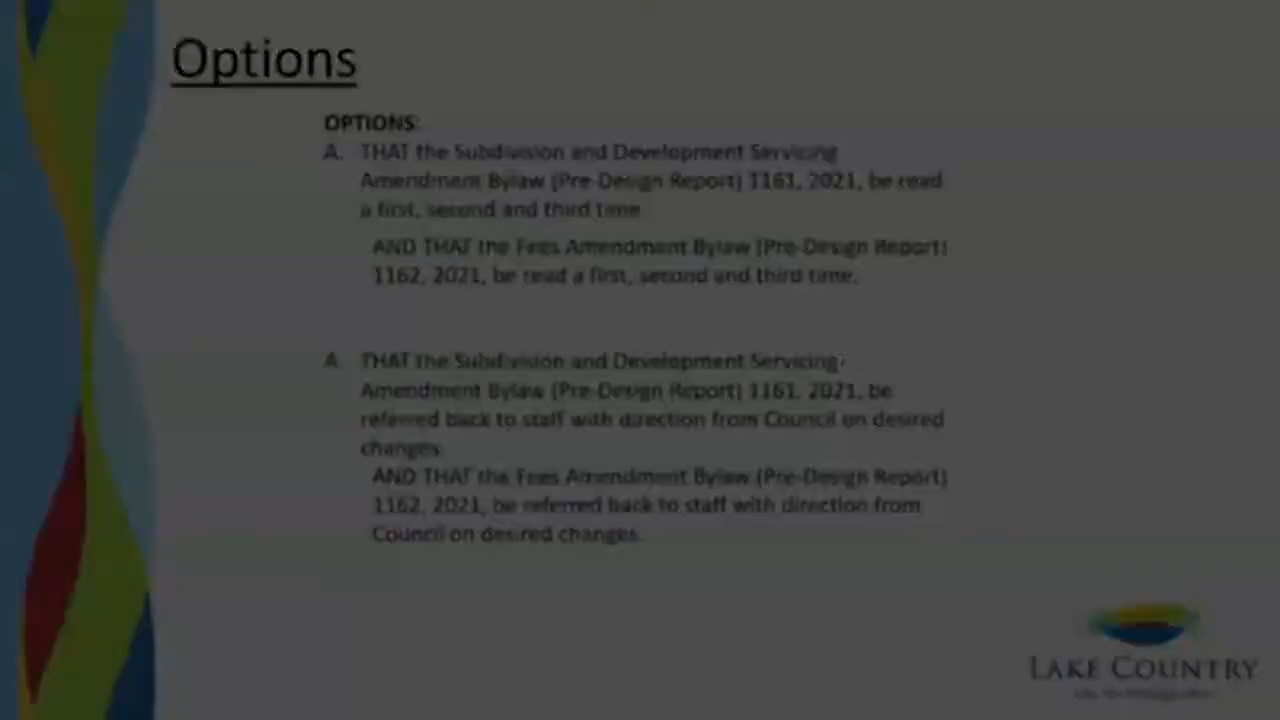 Options
OPTIONS:
A. THAT the Subdivision and Development Servicing
Amendment Bylaw (Pre-Design Report) 1161, 2021, be read
a first, second and third time.
AND THAT the Fees Amendment Bylaw (Pre-Design Report)
1162, 2021, be read a first, second and third time.
A. THAT the Subdivision and Development Servicing
Amendment Bylaw (Pre-Design Report) 1161, 2021, be
referred back to staff with direction from Council on desired
changes.
AND THAT the Fees Amendment Bylaw (Pre-Design Report)
1162, 2021, be referred back to staff with direction from
Council on desired changes.
LAKE COUNTRY